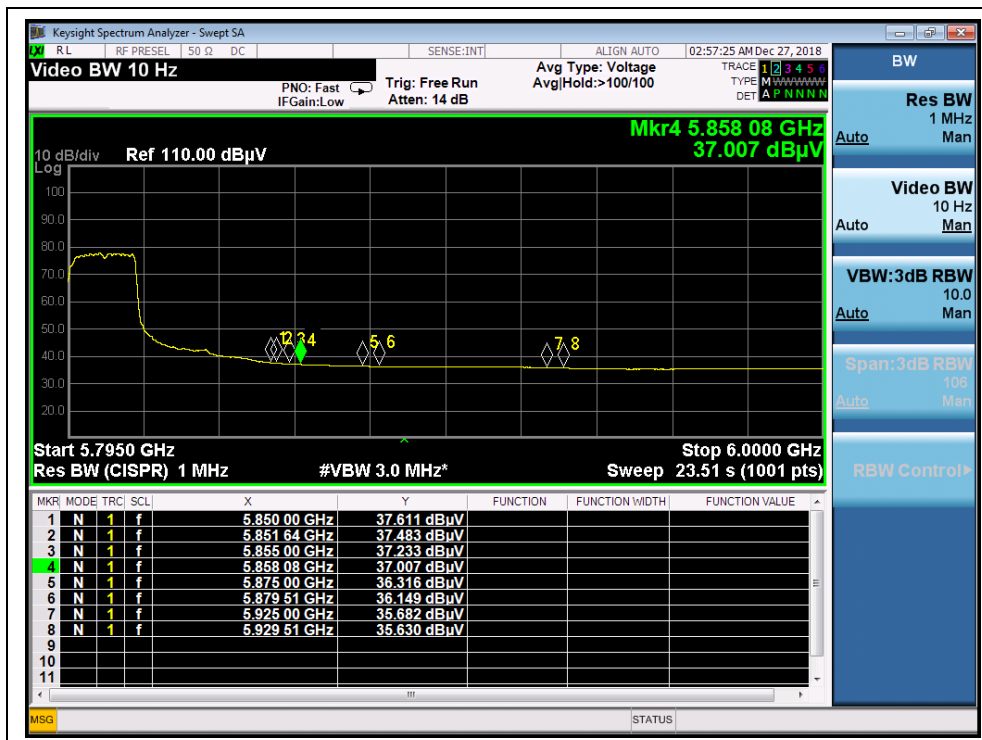 Keysight Spectrum Analyzer - Swept SA
LXI RL RF PRESEL 50 Ω DC SENSE:INT ALIGN AUTO 02:57:25 AM Dec 27, 2018
Video BW 10 Hz
PNO: Fast
IFGain:Low
Trig: Free Run
Atten: 14 dB
Avg Type: Voltage
Avg|Hold:>100/100
TRACE 1 2 3 4 5 6
TYPE M W W W W W
DET A P N N N N
Mkr4 5.858 08 GHz
37.007 dBµV
10 dB/div Ref 110.00 dBµV
Log
100
90.0
80.0
70.0
60.0
50.0
40.0
30.0
20.0
1 2 3 4 5 6 7 8
Start 5.7950 GHz Stop 6.0000 GHz
Res BW (CISPR) 1 MHz #VBW 3.0 MHz* Sweep 23.51 s (1001 pts)
MKR MODE TRC SCL X Y FUNCTION FUNCTION WIDTH FUNCTION VALUE
1 N 1 f 5.850 00 GHz 37.611 dBµV
2 N 1 f 5.851 64 GHz 37.483 dBµV
3 N 1 f 5.855 00 GHz 37.233 dBµV
4 N 1 f 5.858 08 GHz 37.007 dBµV
5 N 1 f 5.875 00 GHz 36.316 dBµV
6 N 1 f 5.879 51 GHz 36.149 dBµV
7 N 1 f 5.925 00 GHz 35.682 dBµV
8 N 1 f 5.929 51 GHz 35.630 dBµV
9
10
11
MSG STATUS
BW
Res BW
1 MHz
Auto Man
Video BW
10 Hz
Auto Man
VBW:3dB RBW
10.0
Auto Man
Span:3dB RBW
106
Auto Man
RBW Control